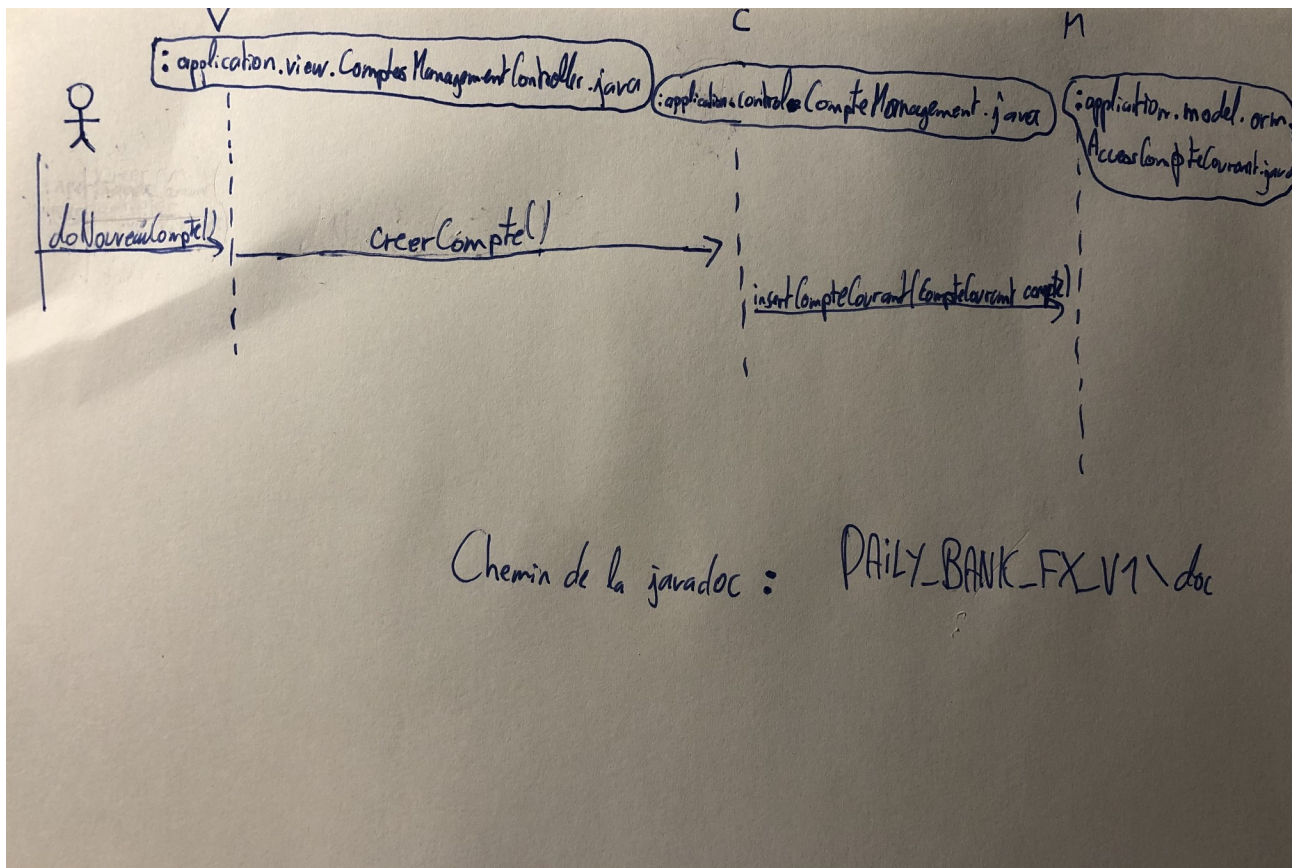 V C M
:application.view.ComptesManagementController.java
:application.control.CompteManagement.java
:application.model.orm.
AccessCompteCourant.java
doNouveauCompte()
creerCompte()
insertCompteCourant(CompteCourant compte)
Chemin de la javadoc : DAILY_BANK_FX_V1\doc